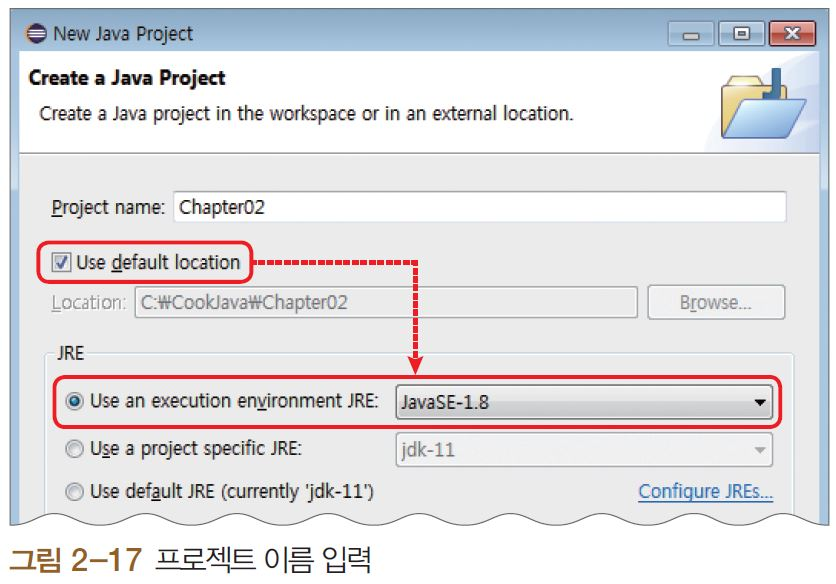 New Java Project
Create a Java Project
Create a Java project in the workspace or in an external location.
Project name: Chapter02
Use default location
Location: C:₩CookJava₩Chapter02 Browse...
JRE
Use an execution environment JRE: JavaSE-1.8
Use a project specific JRE: jdk-11
Use default JRE (currently 'jdk-11') Configure JREs...
그림 2-17 프로젝트 이름 입력